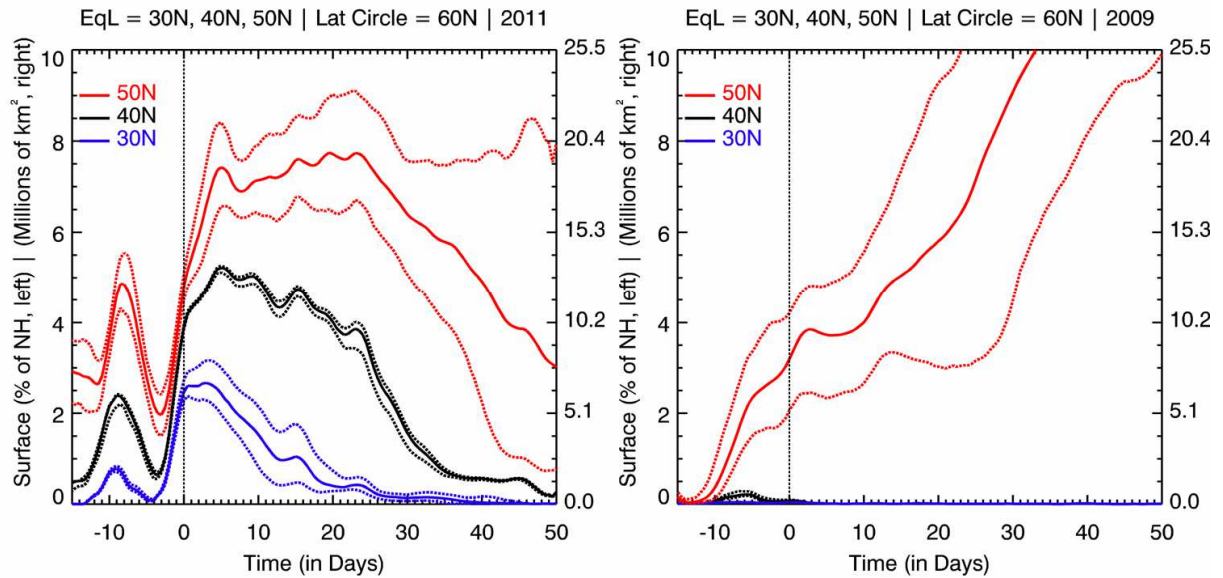 EqL = 30N, 40N, 50N | Lat Circle = 60N | 2011
Surface (% of NH, left) | (Millions of km², right)
10
8
6
4
2
0
50N
40N
30N
25.5
20.4
15.3
10.2
5.1
0.0
-10 0 10 20 30 40 50
Time (in Days)
EqL = 30N, 40N, 50N | Lat Circle = 60N | 2009
Surface (% of NH, left) | (Millions of km², right)
10
8
6
4
2
0
50N
40N
30N
25.5
20.4
15.3
10.2
5.1
0.0
-10 0 10 20 30 40 50
Time (in Days)